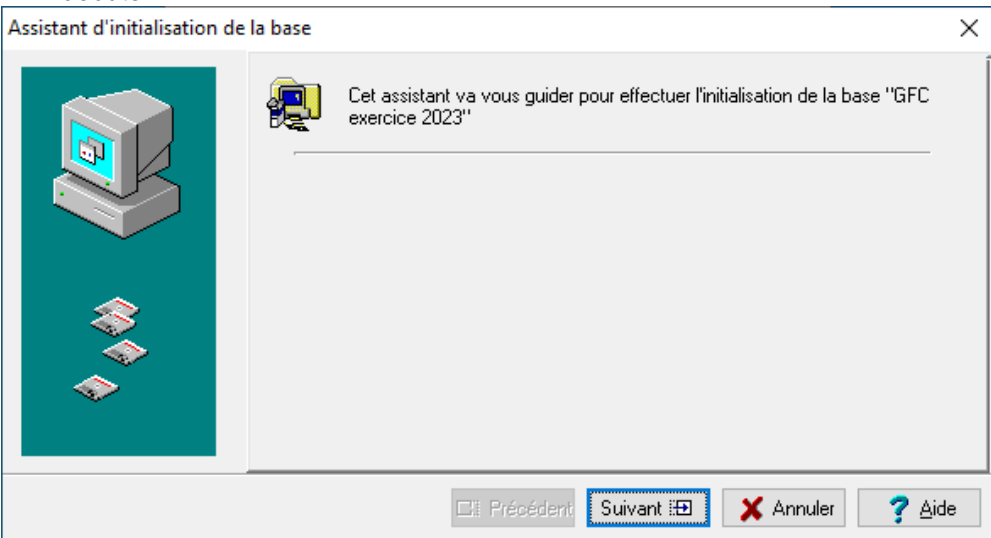 Assistant d'initialisation de la base
Cet assistant va vous guider pour effectuer l'initialisation de la base "GFC
exercice 2023"
Précédent
Suivant
Annuler
Aide